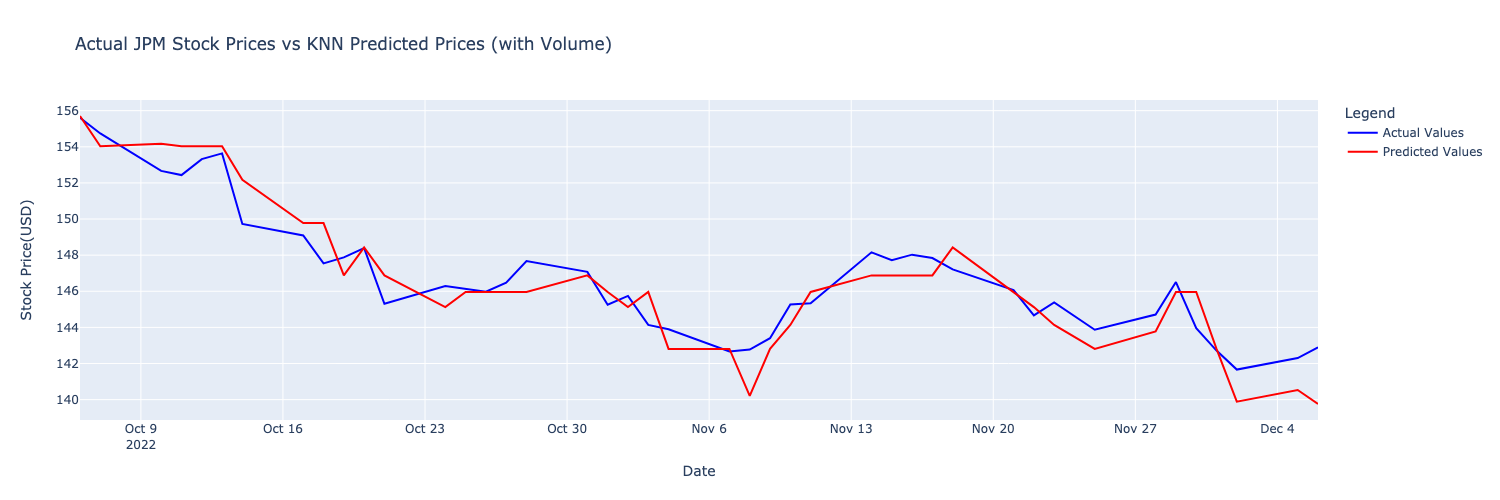 Actual JPM Stock Prices vs KNN Predicted Prices (with Volume)
Legend
Actual Values
Predicted Values
Stock Price(USD)
156
154
152
150
148
146
144
142
140
Oct 9
2022
Oct 16
Oct 23
Oct 30
Nov 6
Nov 13
Nov 20
Nov 27
Dec 4
Date